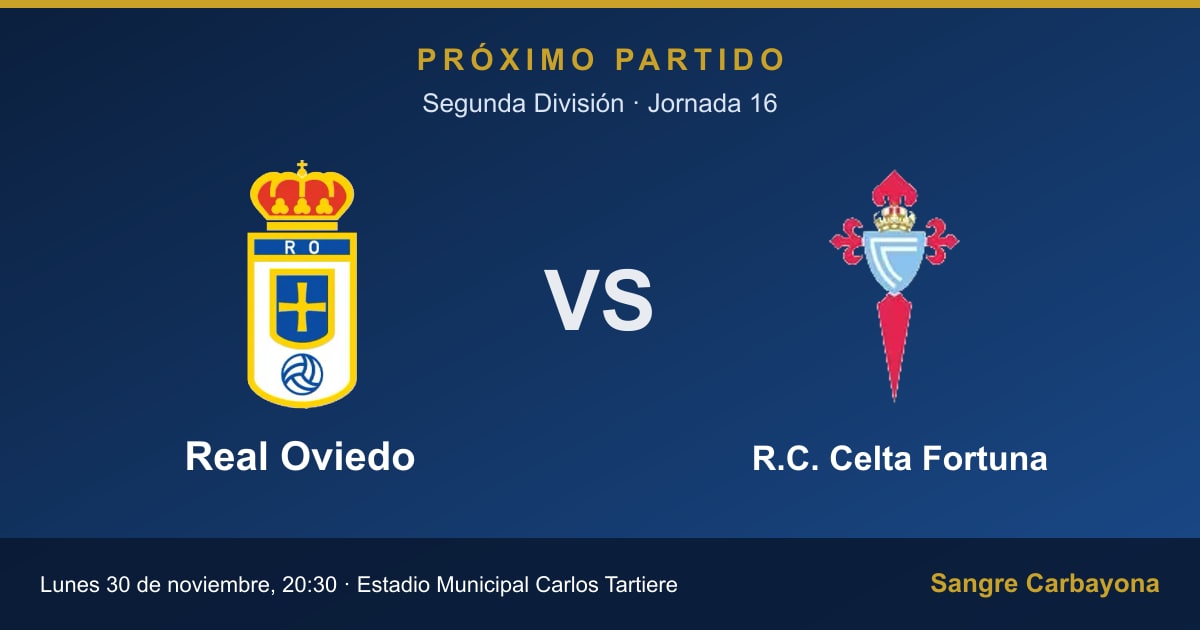 PRÓXIMO PARTIDO
Segunda División · Jornada 16
R O
VS
Real Oviedo
R.C. Celta Fortuna
Lunes 30 de noviembre, 20:30 · Estadio Municipal Carlos Tartiere
Sangre Carbayona